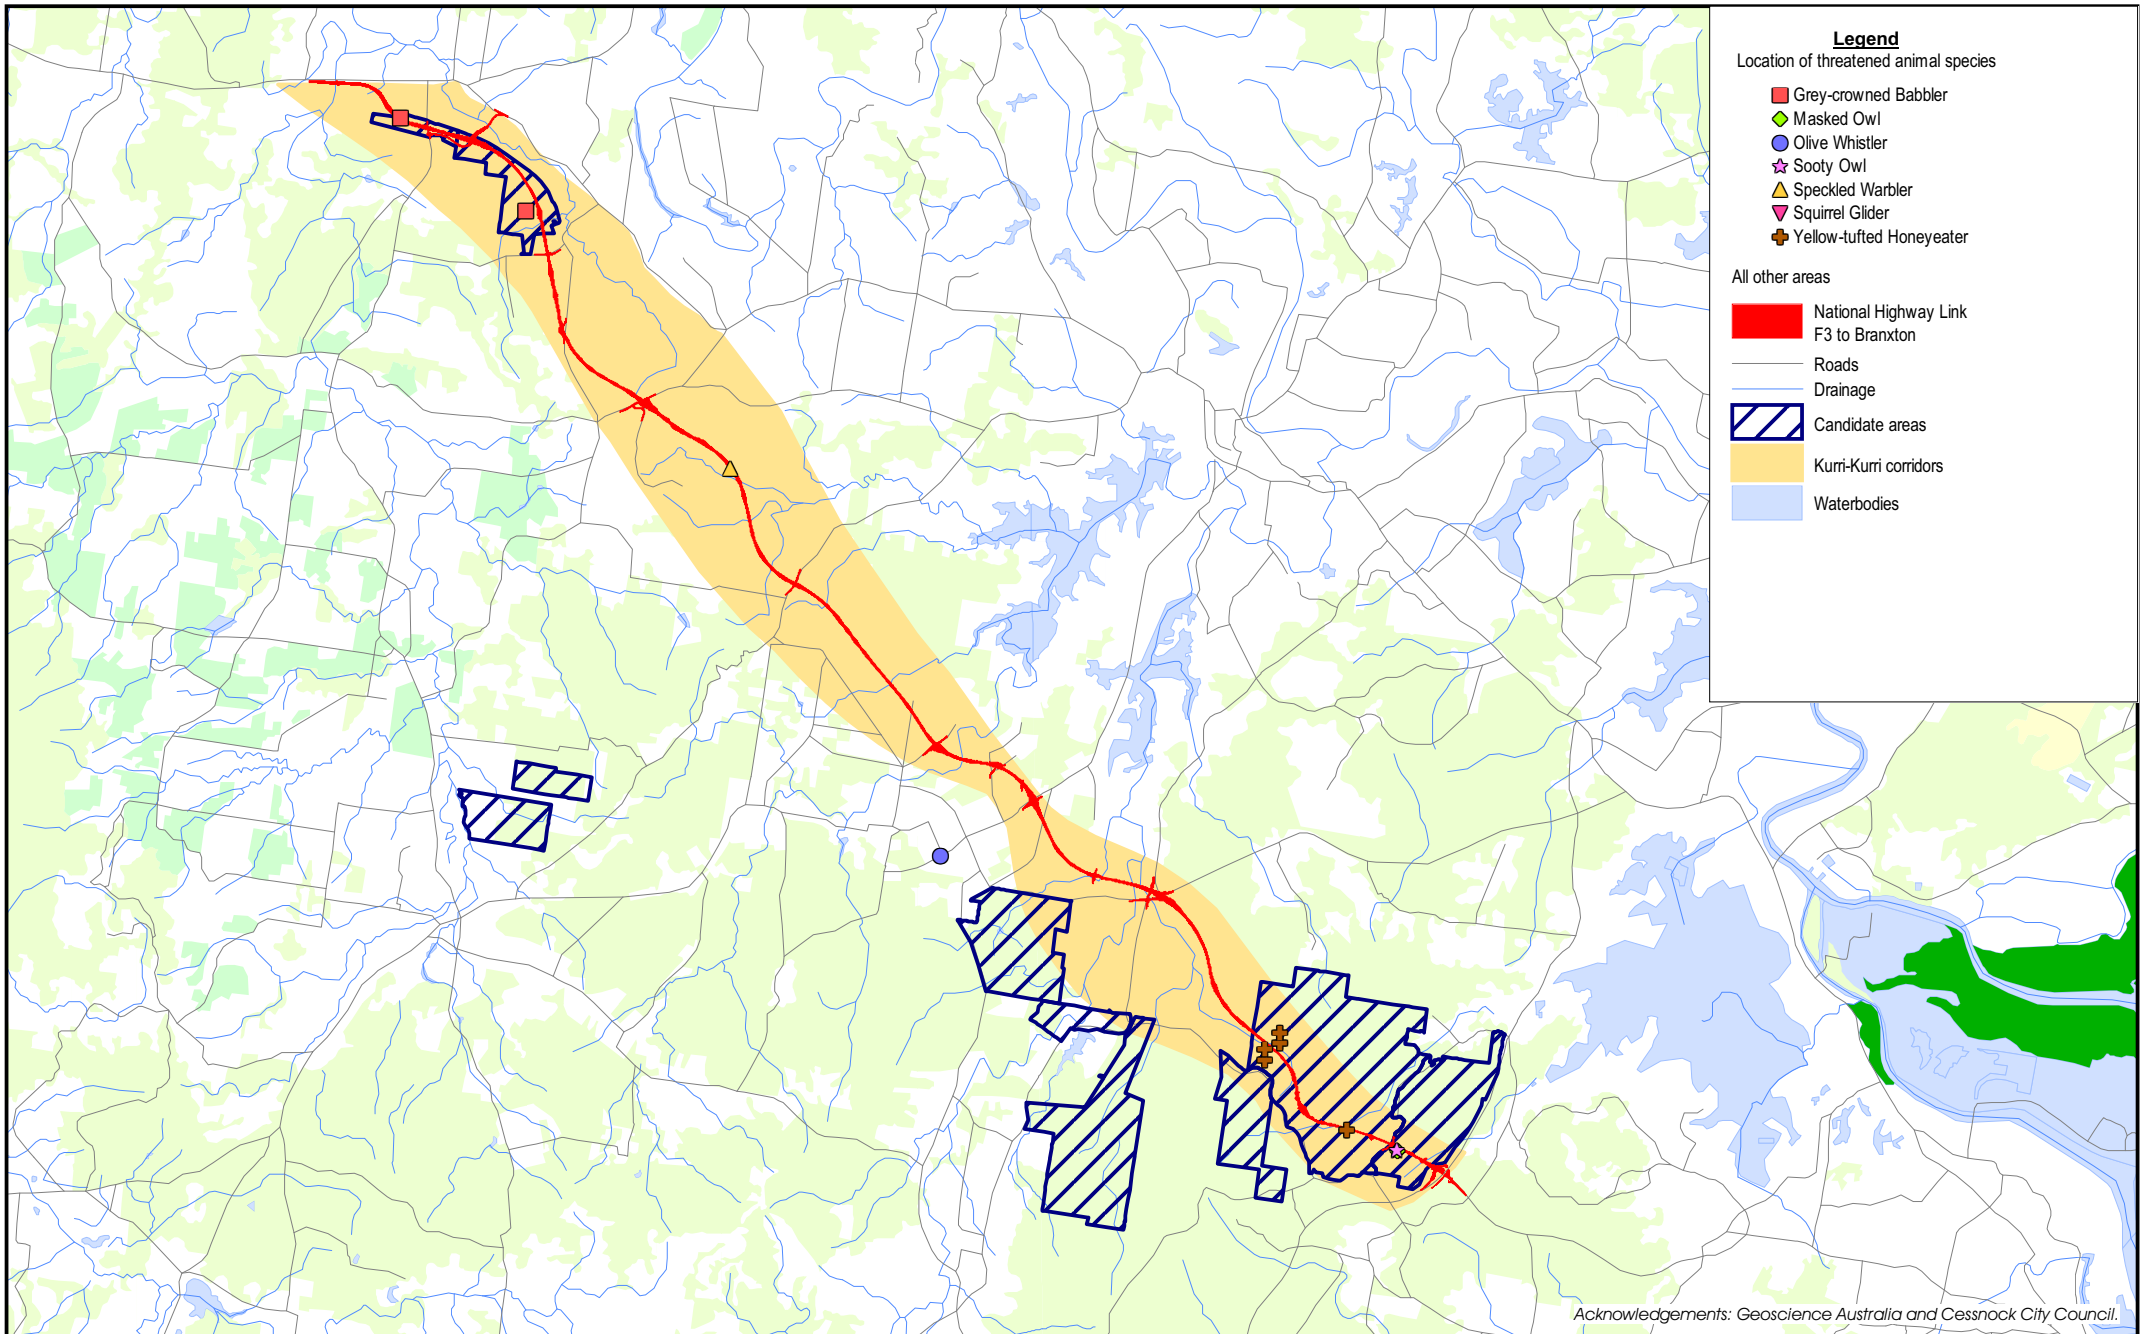 Legend
Location of threatened animal species
Grey-crowned Babbler
Masked Owl
Olive Whistler
Sooty Owl
Speckled Warbler
Squirrel Glider
Yellow-tufted Honeyeater
All other areas
National Highway Link
F3 to Branxton
Roads
Drainage
Candidate areas
Kurri-Kurri corridors
Waterbodies
Acknowledgements: Geoscience Australia and Cessnock City Council.